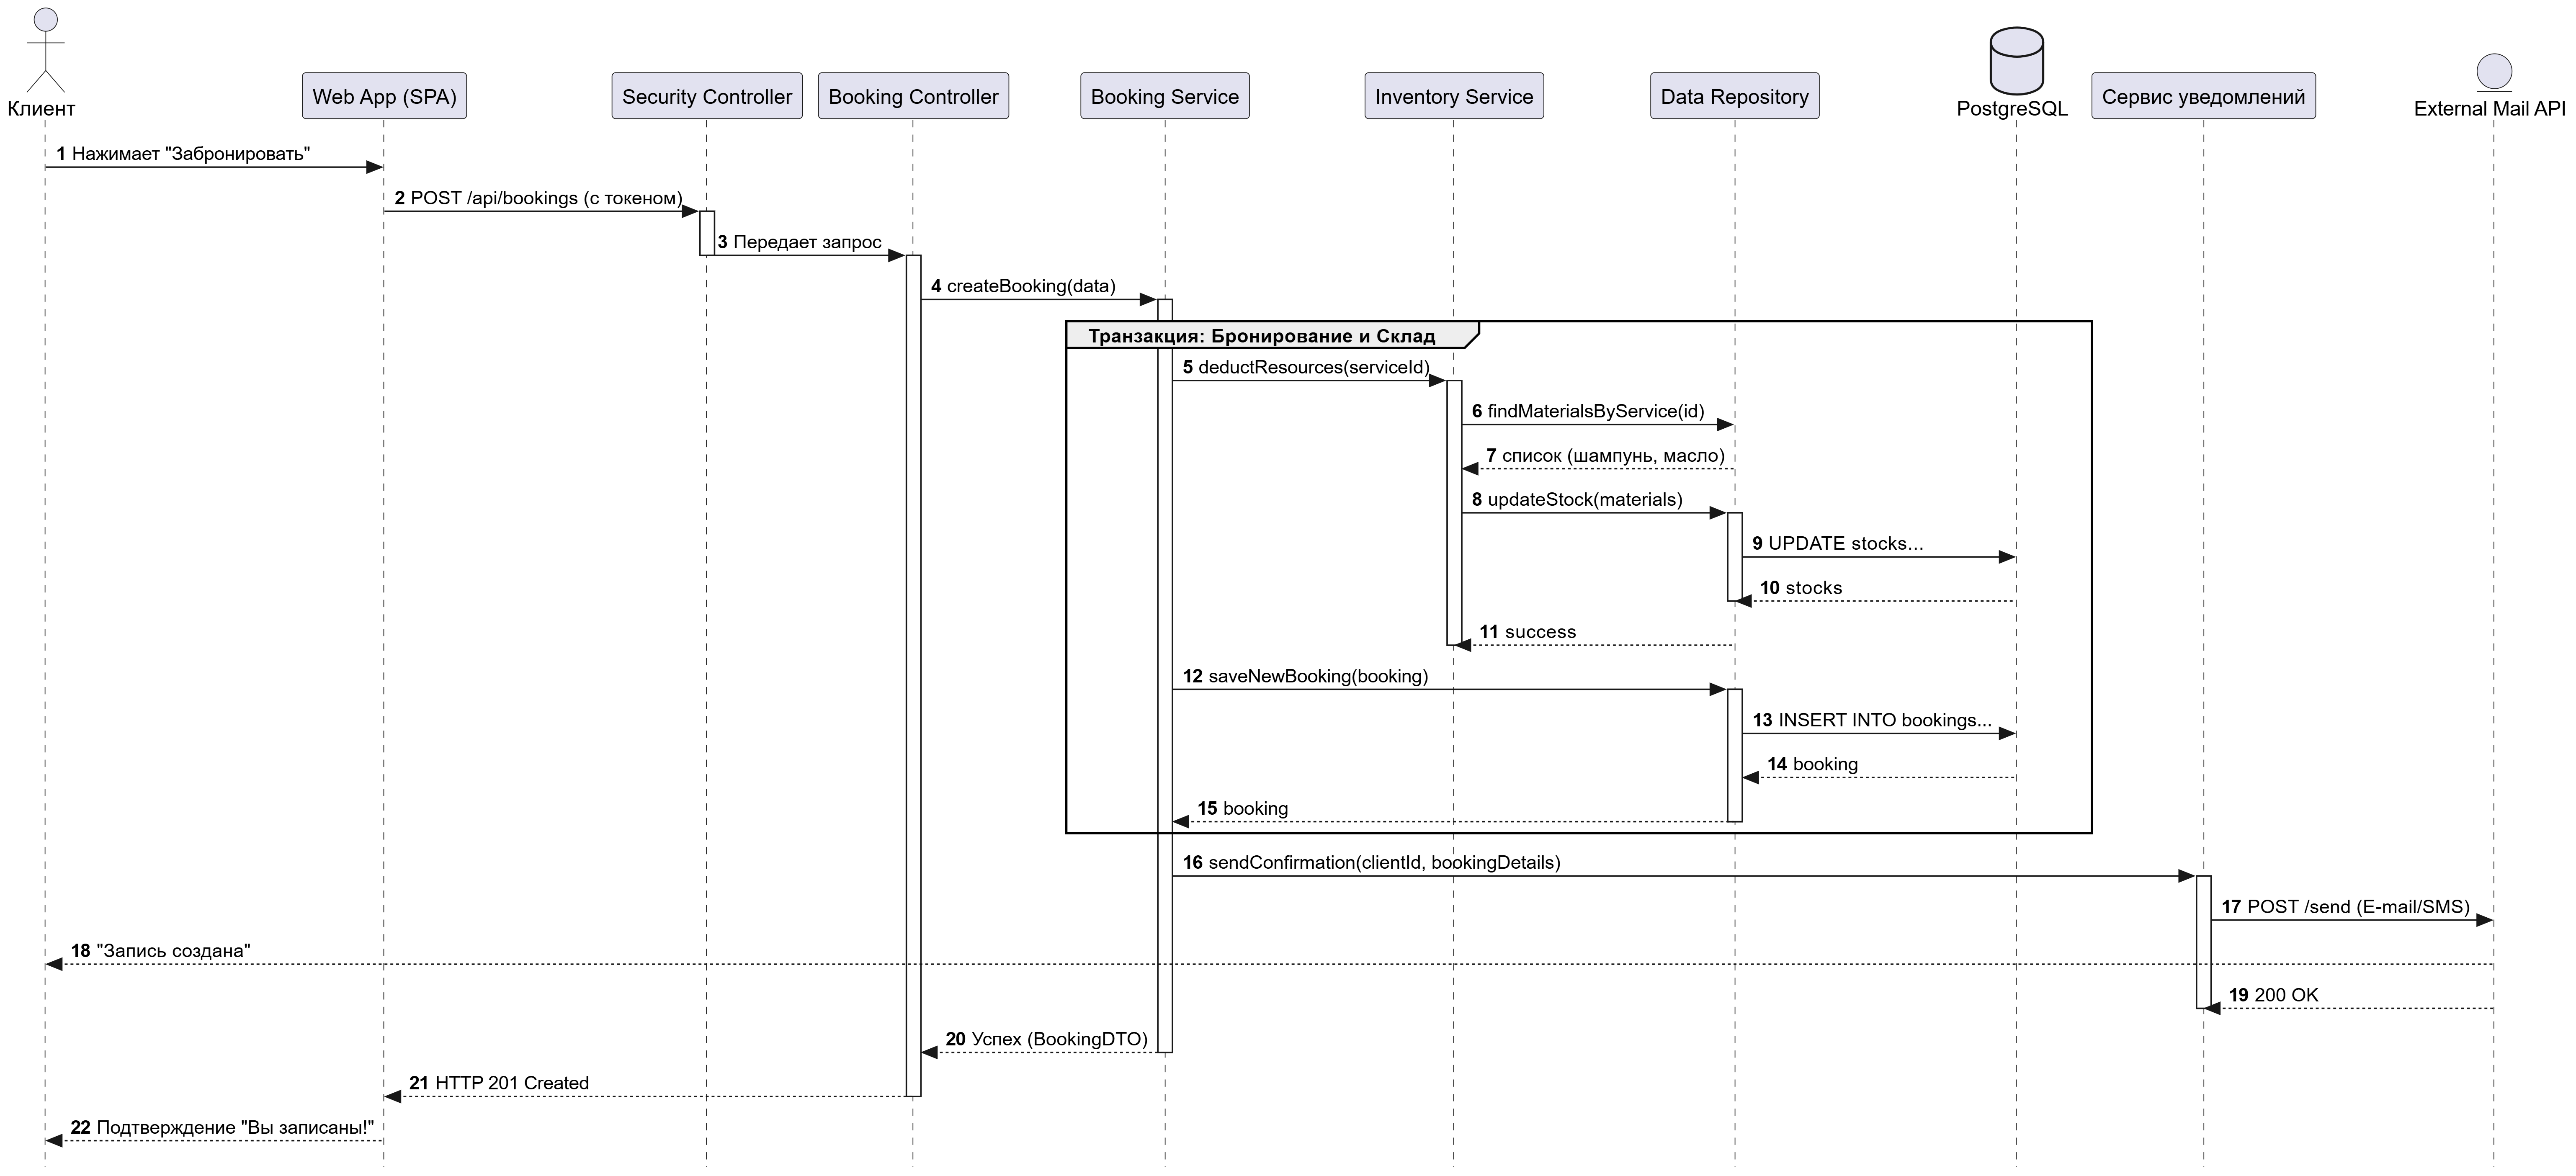 Клиент
Web App (SPA)
Security Controller
Booking Controller
Booking Service
Inventory Service
Data Repository
PostgreSQL
Сервис уведомлений
External Mail API
1 Нажимает "Забронировать"
2 POST /api/bookings (с токеном)
3 Передает запрос
4 createBooking(data)
Транзакция: Бронирование и Склад
5 deductResources(serviceId)
6 findMaterialsByService(id)
7 список (шампунь, масло)
8 updateStock(materials)
9 UPDATE stocks...
10 stocks
11 success
12 saveNewBooking(booking)
13 INSERT INTO bookings...
14 booking
15 booking
16 sendConfirmation(clientId, bookingDetails)
17 POST /send (E-mail/SMS)
18 "Запись создана"
19 200 OK
20 Успех (BookingDTO)
21 HTTP 201 Created
22 Подтверждение "Вы записаны!"